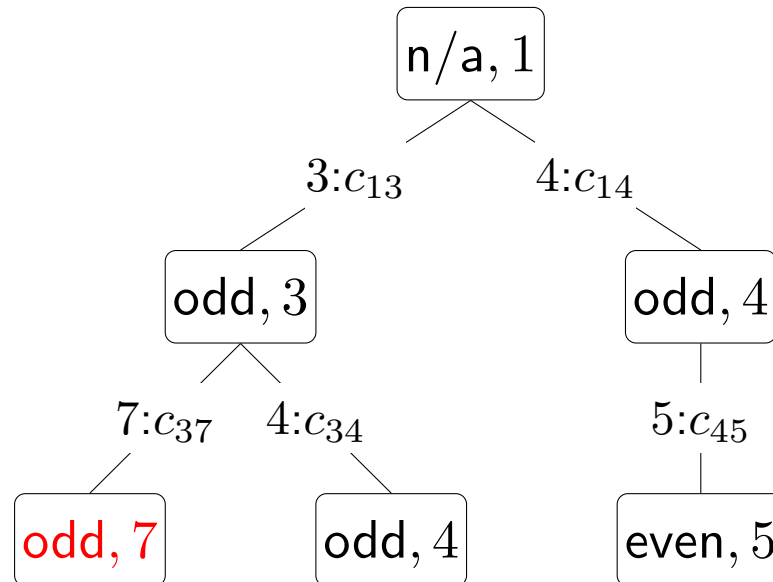 n/a, 1
3:c₁₃ 4:c₁₄
odd, 3 odd, 4
7:c₃₇ 4:c₃₄ 5:c₄₅
odd, 7 odd, 4 even, 5